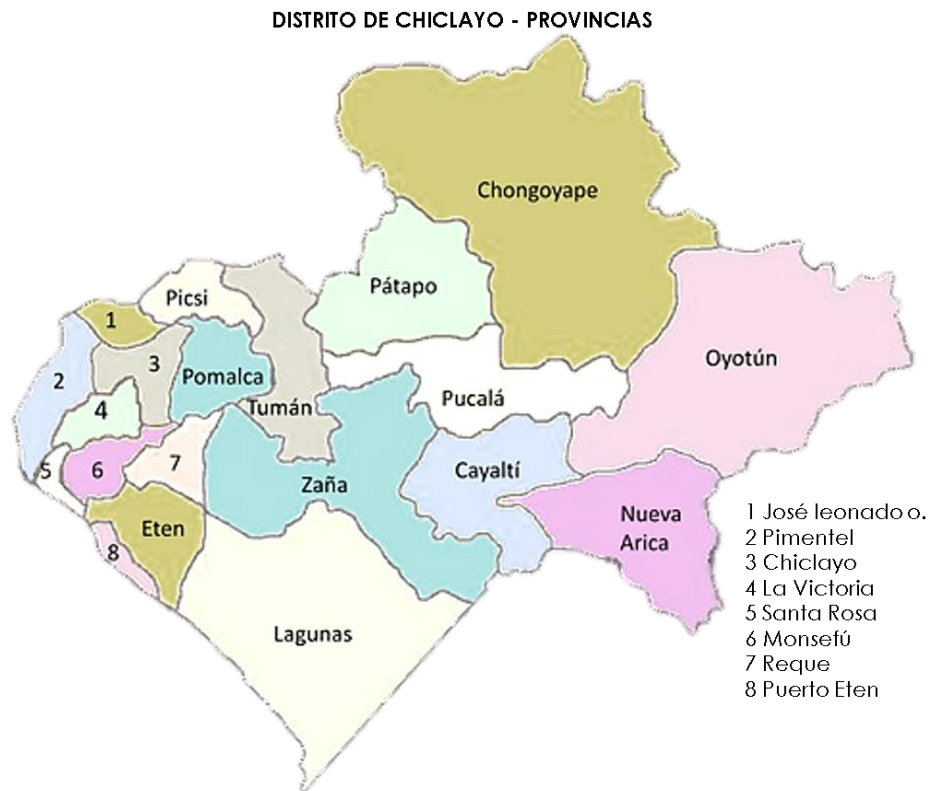 DISTRITO DE CHICLAYO - PROVINCIAS
Chongoyape
Pátapo
Picsi
1
Oyotún
3
2
Pomalca
Pucalá
4
Tumán
5
6
7
Zaña
Cayaltí
Nueva
Arica
Eten
8
Lagunas
1 José leonado o.
2 Pimentel
3 Chiclayo
4 La Victoria
5 Santa Rosa
6 Monsefú
7 Reque
8 Puerto Eten